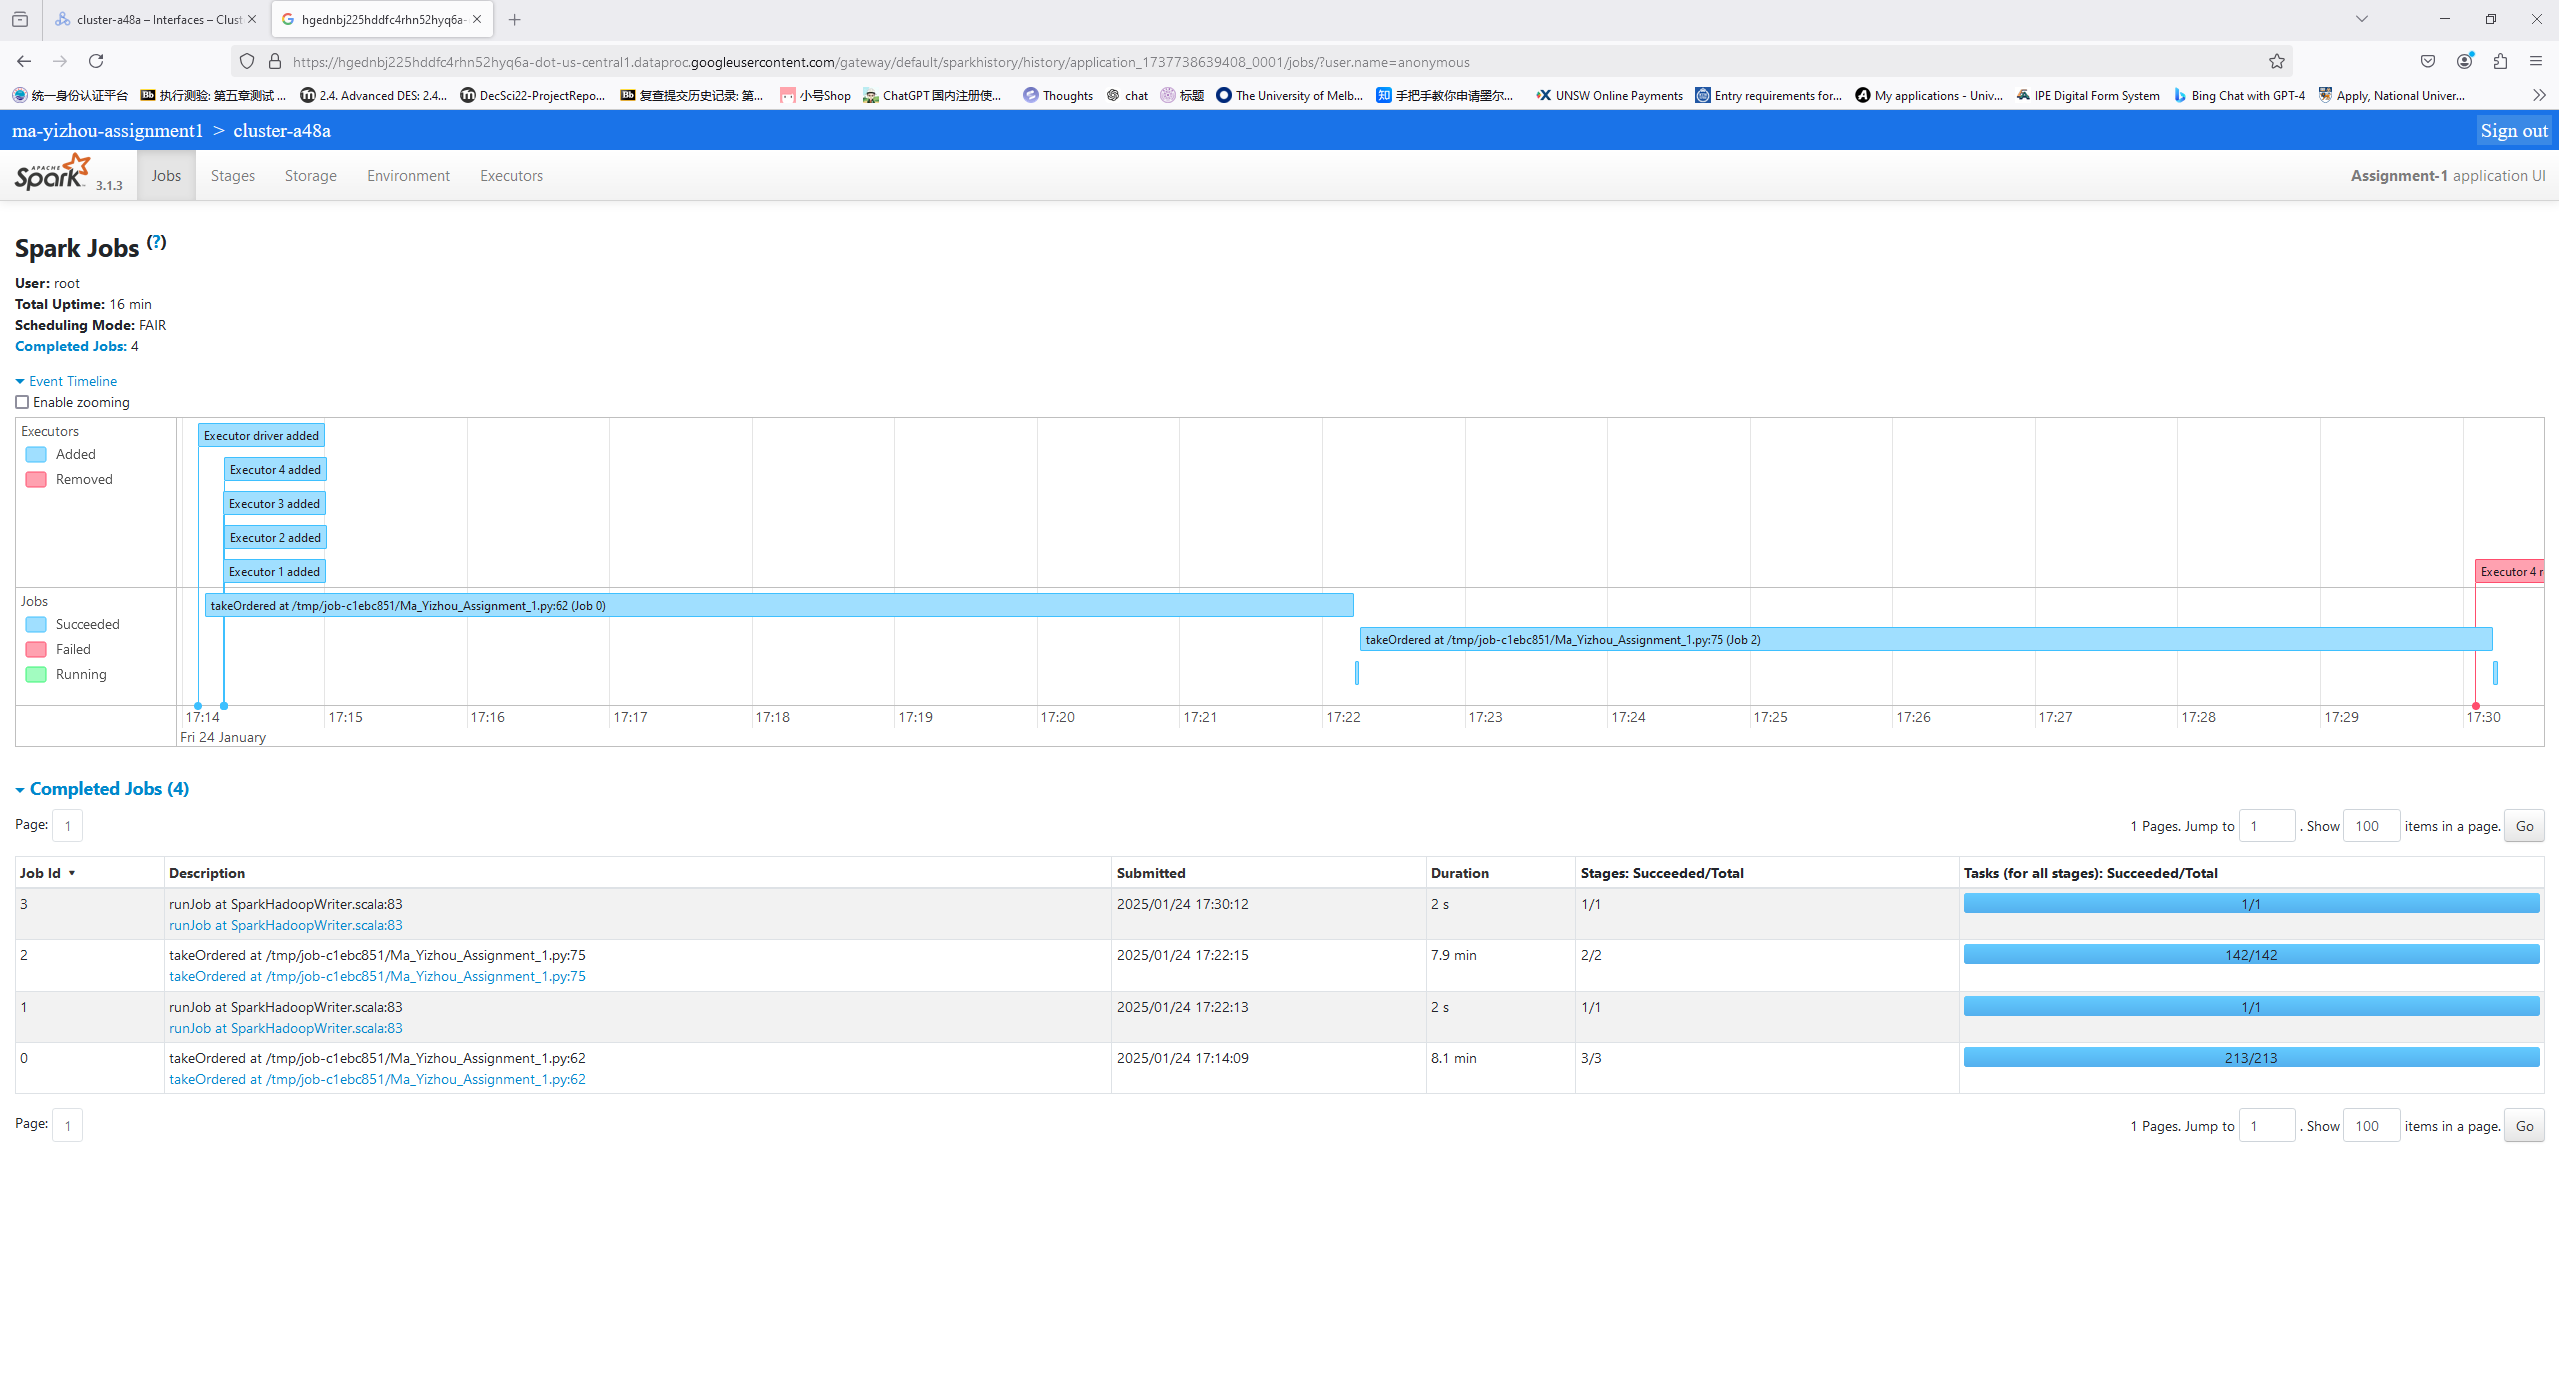 cluster-a48a – Interfaces – Clust
hgednbj225hddfc4rhn52hyq6a-
https://hgednbj225hddfc4rhn52hyq6a-dot-us-central1.dataproc.googleusercontent.com/gateway/default/sparkhistory/history/application_1737738639408_0001/jobs/?user.name=anonymous
统一身份认证平台 Bb 执行测验: 第五章测试 ... 2.4. Advanced DES: 2.4... DecSci22-ProjectRepo... Bb 复查提交历史记录: 第... 小号Shop ChatGPT 国内注册使... Thoughts chat 标题 The University of Melb... 知 手把手教你申请墨尔... UNSW Online Payments Entry requirements for... My applications - Univ... IPE Digital Form System Bing Chat with GPT-4 Apply, National Univer...
ma-yizhou-assignment1 > cluster-a48a Sign out
APACHE Spark 3.1.3 Jobs Stages Storage Environment Executors Assignment-1 application UI
Spark Jobs (?)
User: root
Total Uptime: 16 min
Scheduling Mode: FAIR
Completed Jobs: 4
Event Timeline
Enable zooming
Executors
Added
Removed
Executor driver added
Executor 4 added
Executor 3 added
Executor 2 added
Executor 1 added
Executor 4 r
Jobs
Succeeded
Failed
Running
takeOrdered at /tmp/job-c1ebc851/Ma_Yizhou_Assignment_1.py:62 (Job 0)
takeOrdered at /tmp/job-c1ebc851/Ma_Yizhou_Assignment_1.py:75 (Job 2)
17:14 17:15 17:16 17:17 17:18 17:19 17:20 17:21 17:22 17:23 17:24 17:25 17:26 17:27 17:28 17:29 17:30
Fri 24 January
Completed Jobs (4)
Page: 1 1 Pages. Jump to 1 . Show 100 items in a page. Go
Job Id ▾ Description Submitted Duration Stages: Succeeded/Total Tasks (for all stages): Succeeded/Total
3 runJob at SparkHadoopWriter.scala:83 2025/01/24 17:30:12 2 s 1/1 1/1
runJob at SparkHadoopWriter.scala:83
2 takeOrdered at /tmp/job-c1ebc851/Ma_Yizhou_Assignment_1.py:75 2025/01/24 17:22:15 7.9 min 2/2 142/142
takeOrdered at /tmp/job-c1ebc851/Ma_Yizhou_Assignment_1.py:75
1 runJob at SparkHadoopWriter.scala:83 2025/01/24 17:22:13 2 s 1/1 1/1
runJob at SparkHadoopWriter.scala:83
0 takeOrdered at /tmp/job-c1ebc851/Ma_Yizhou_Assignment_1.py:62 2025/01/24 17:14:09 8.1 min 3/3 213/213
takeOrdered at /tmp/job-c1ebc851/Ma_Yizhou_Assignment_1.py:62
Page: 1 1 Pages. Jump to 1 . Show 100 items in a page. Go